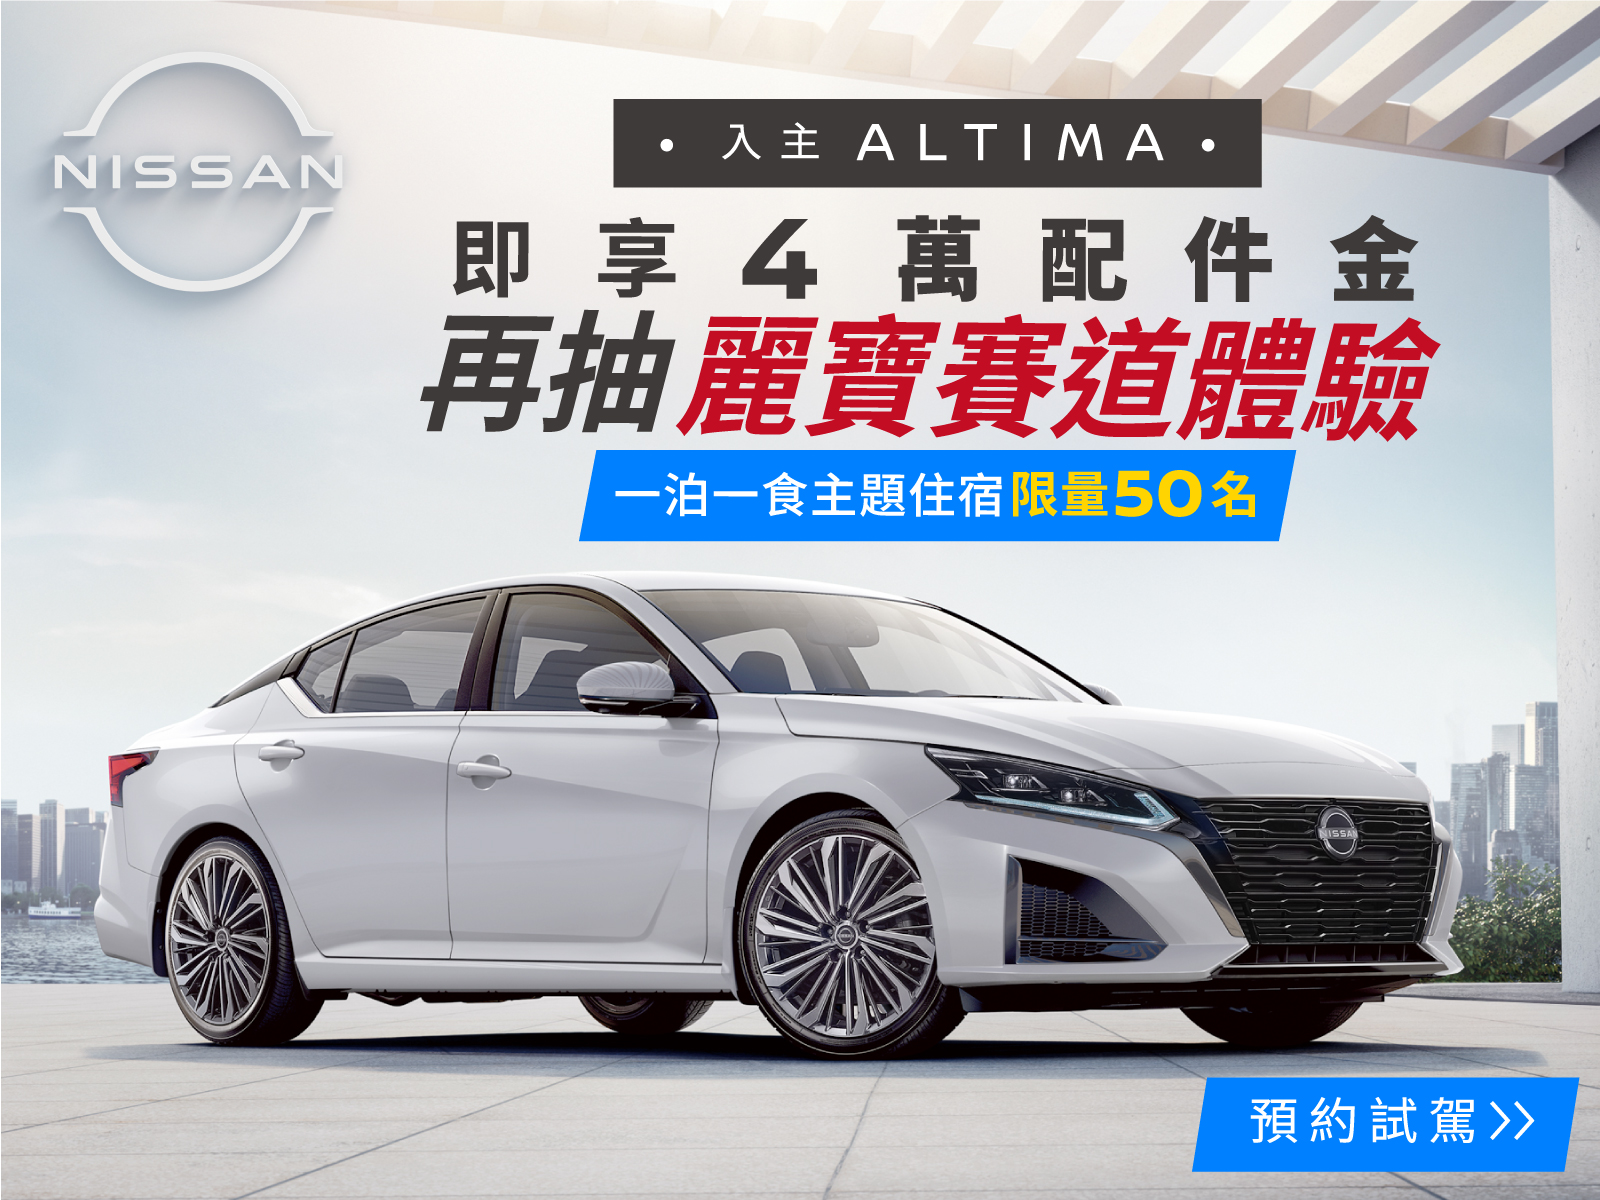 NISSAN
• 入主 ALTIMA •
即享4萬配件金
再抽麗寶賽道體驗
一泊一食主題住宿限量50名
NISSAN
預約試駕>>